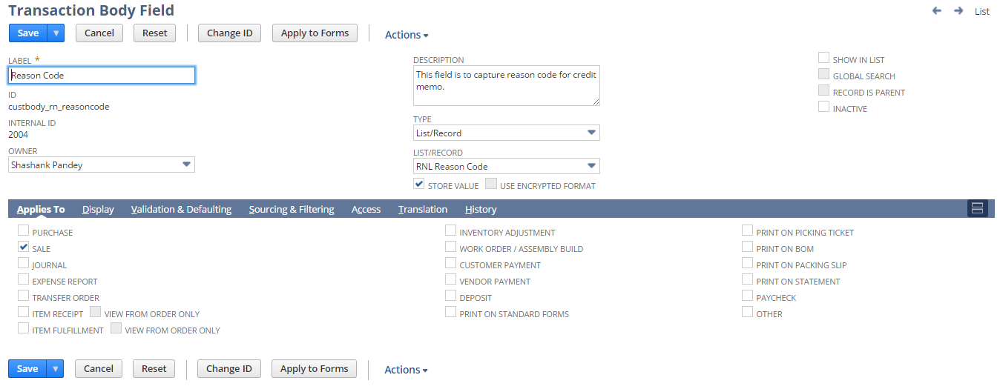 Transaction Body Field
List
Save
Cancel
Reset
Change ID
Apply to Forms
Actions
LABEL *
Reason Code
ID
custbody_rn_reasoncode
INTERNAL ID
2004
OWNER
Shashank Pandey
DESCRIPTION
This field is to capture reason code for credit
memo.
TYPE
List/Record
LIST/RECORD
RNL Reason Code
STORE VALUE
USE ENCRYPTED FORMAT
SHOW IN LIST
GLOBAL SEARCH
RECORD IS PARENT
INACTIVE
Applies To
Display
Validation & Defaulting
Sourcing & Filtering
Access
Translation
History
PURCHASE
SALE
JOURNAL
EXPENSE REPORT
TRANSFER ORDER
ITEM RECEIPT
VIEW FROM ORDER ONLY
ITEM FULFILLMENT
VIEW FROM ORDER ONLY
INVENTORY ADJUSTMENT
WORK ORDER / ASSEMBLY BUILD
CUSTOMER PAYMENT
VENDOR PAYMENT
DEPOSIT
PRINT ON STANDARD FORMS
PRINT ON PICKING TICKET
PRINT ON BOM
PRINT ON PACKING SLIP
PRINT ON STATEMENT
PAYCHECK
OTHER
Save
Cancel
Reset
Change ID
Apply to Forms
Actions